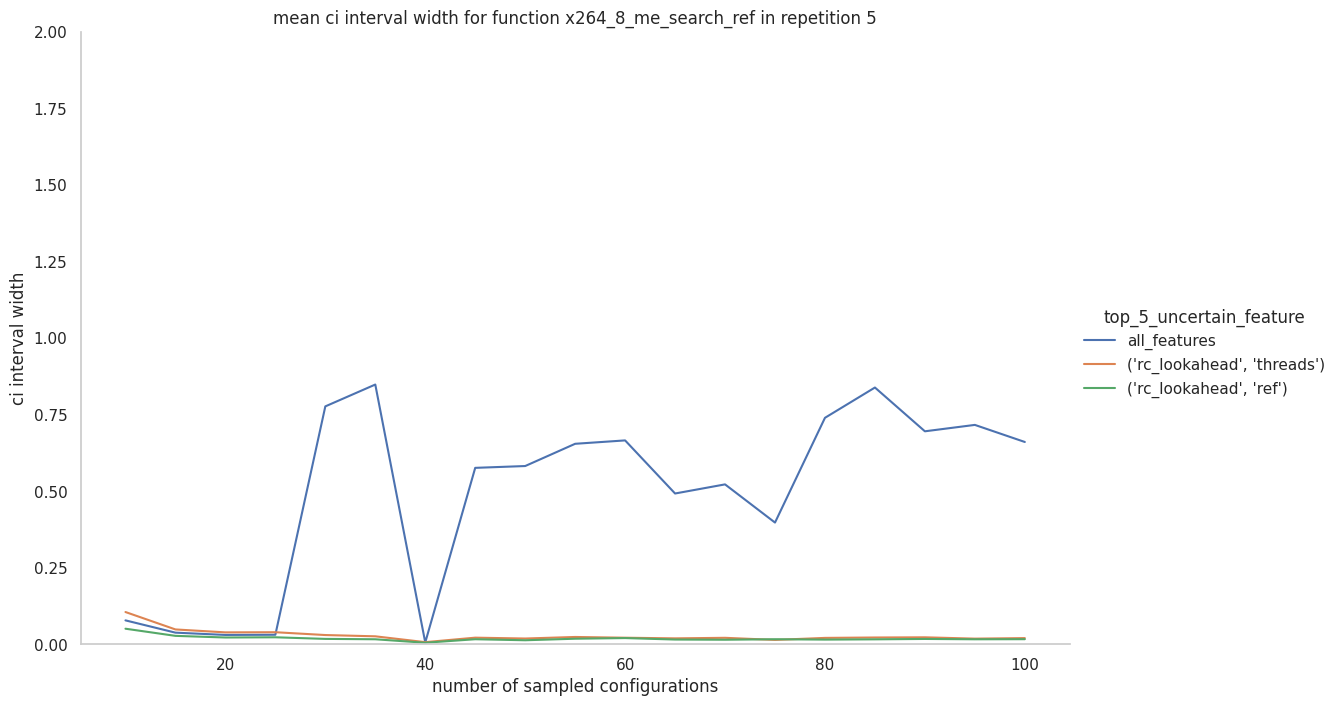 mean ci interval width for function x264_8_me_search_ref in repetition 5
2.00
1.75
1.50
1.25
1.00
0.75
0.50
0.25
0.00
ci interval width
20
40
60
80
100
number of sampled configurations
top_5_uncertain_feature
all_features
('rc_lookahead', 'threads')
('rc_lookahead', 'ref')